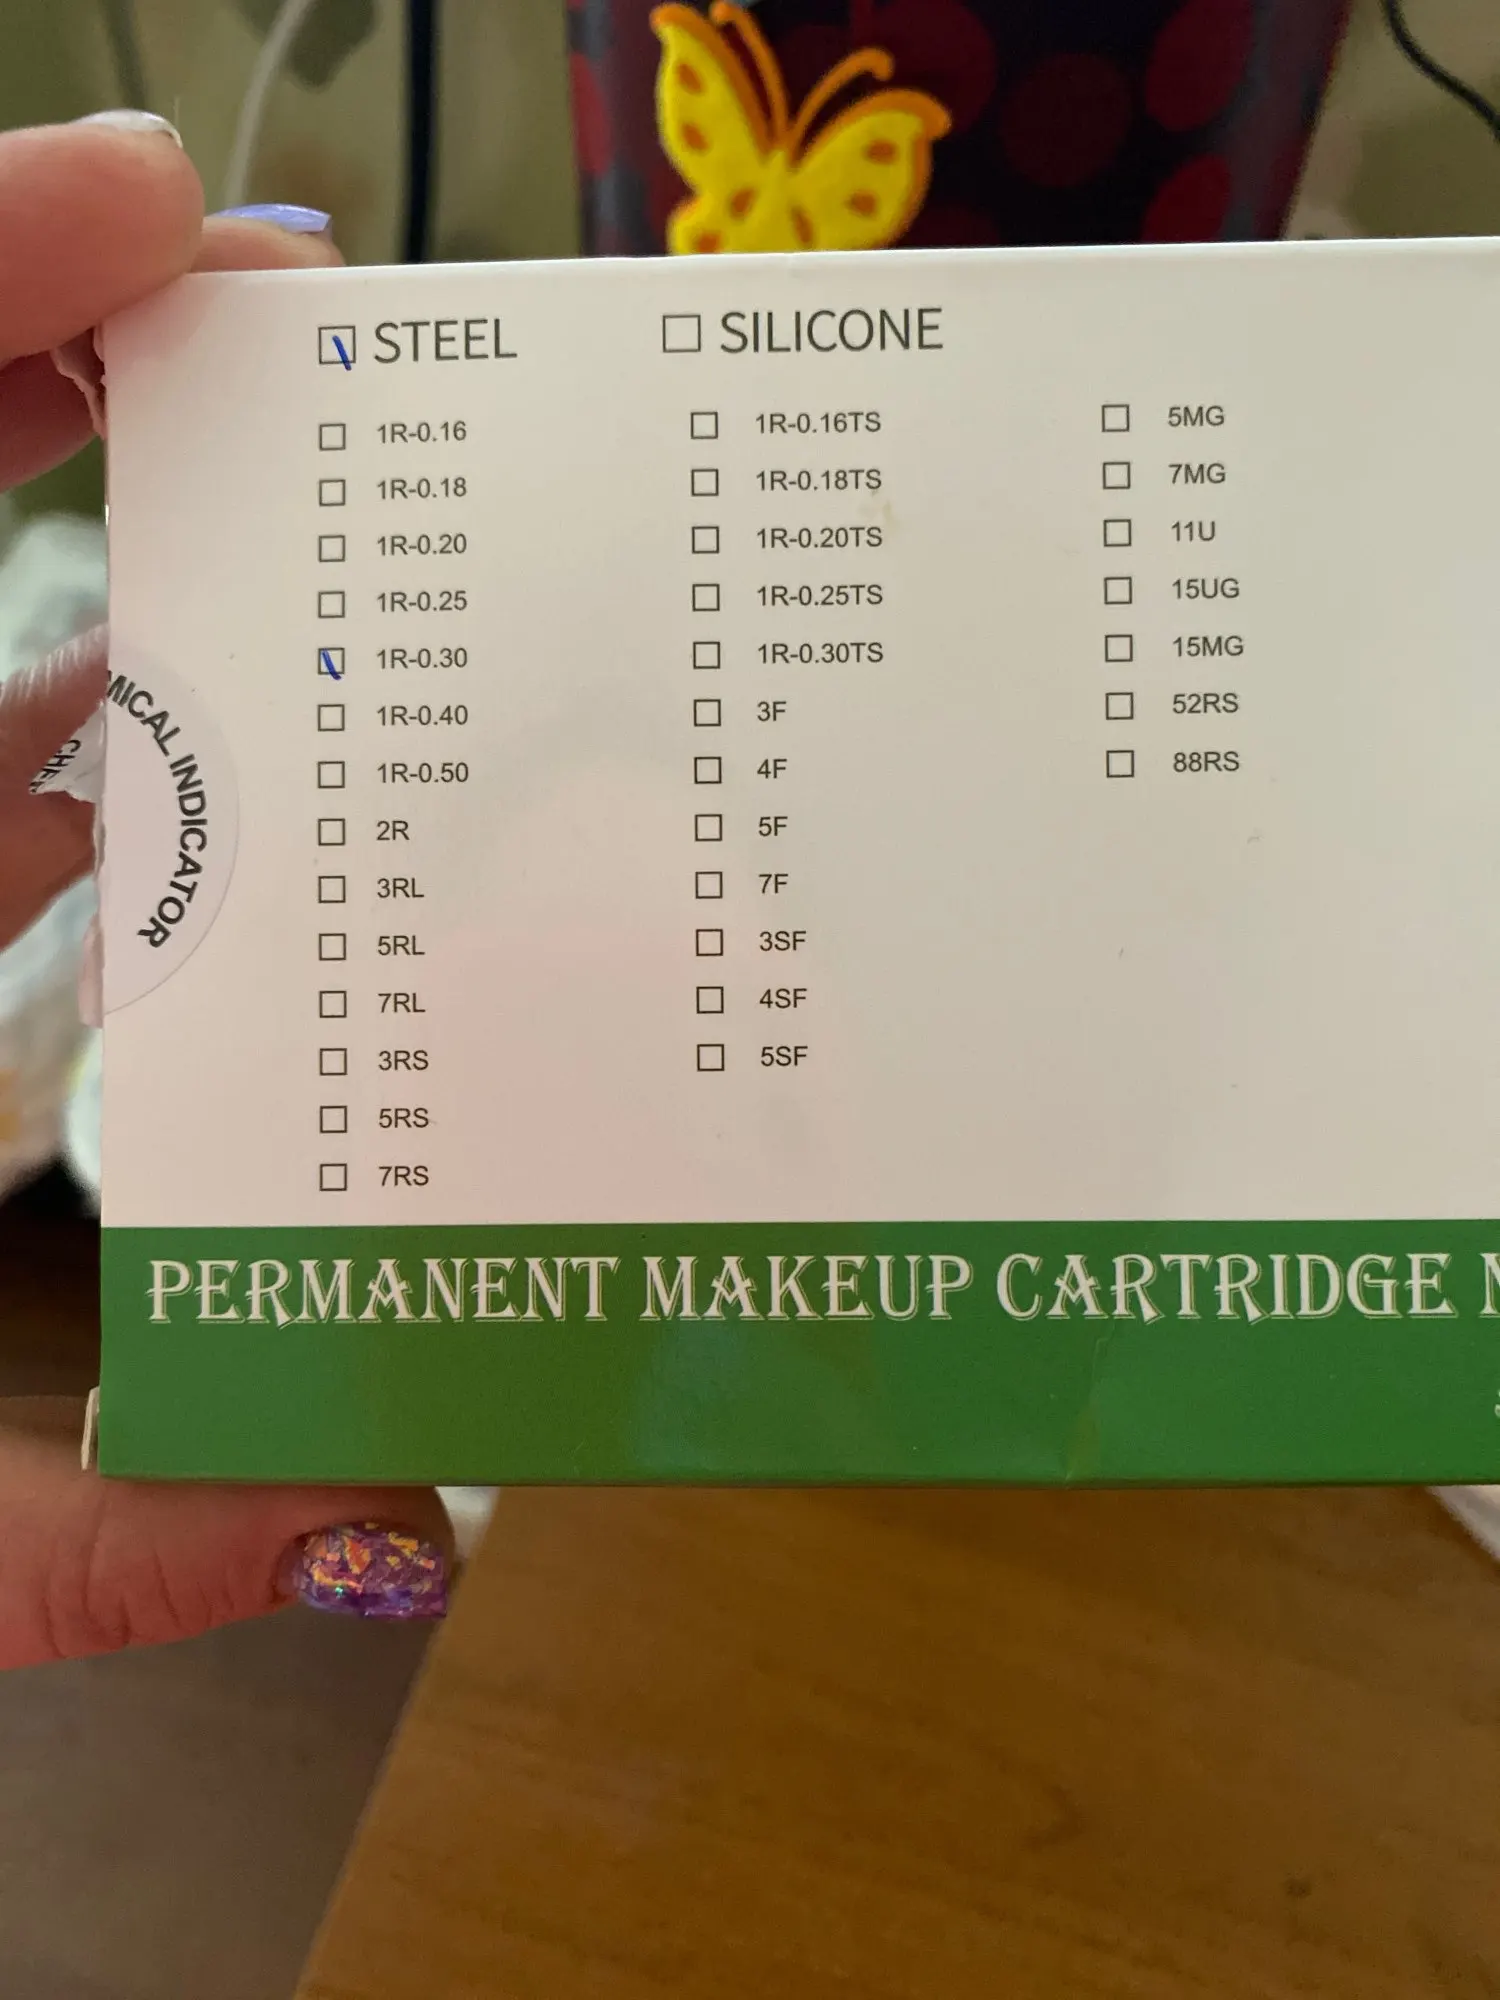 ☐ STEEL
☐ SILICONE
☐ 1R-0.16
☐ 1R-0.18
☐ 1R-0.20
☐ 1R-0.25
☐ 1R-0.30
☐ 1R-0.40
☐ 1R-0.50
☐ 2R
☐ 3RL
☐ 5RL
☐ 7RL
☐ 3RS
☐ 5RS
☐ 7RS
☐ 1R-0.16TS
☐ 1R-0.18TS
☐ 1R-0.20TS
☐ 1R-0.25TS
☐ 1R-0.30TS
☐ 3F
☐ 4F
☐ 5F
☐ 7F
☐ 3SF
☐ 4SF
☐ 5SF
☐ 5MG
☐ 7MG
☐ 11U
☐ 15UG
☐ 15MG
☐ 52RS
☐ 88RS
INDICATOR
PERMANENT MAKEUP CARTRIDGE